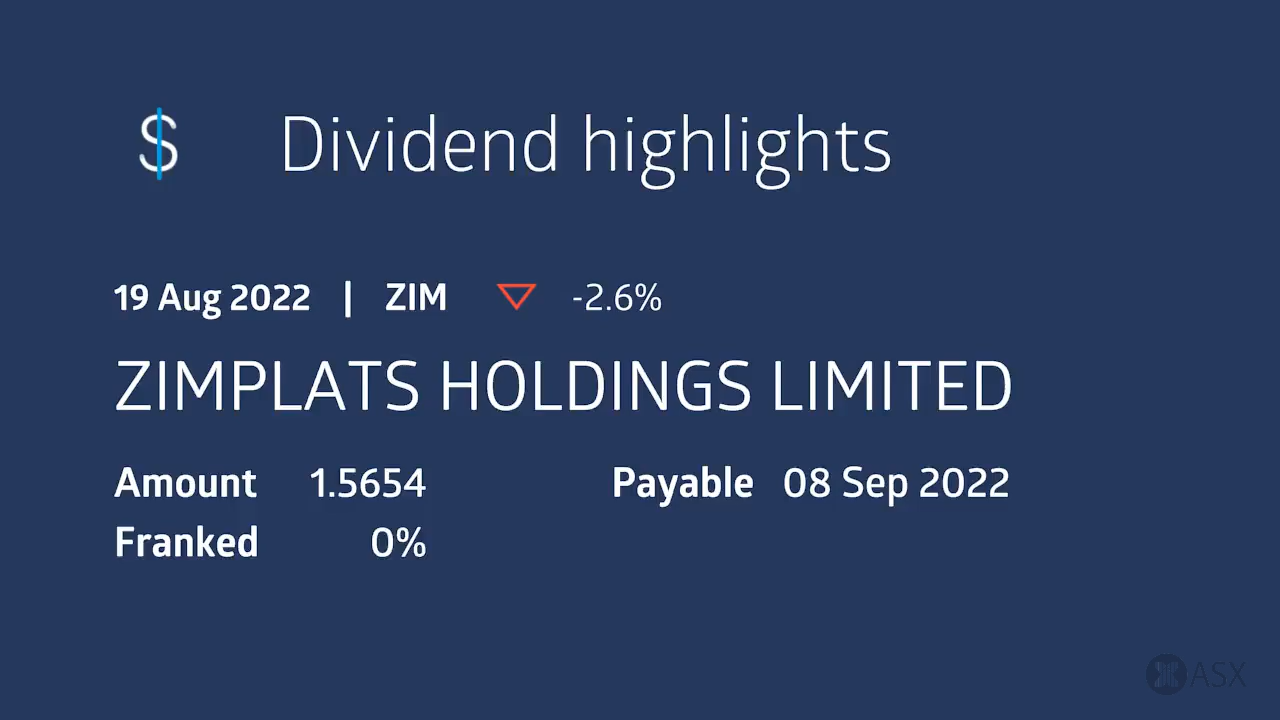 $ Dividend highlights
19 Aug 2022 | ZIM -2.6%
ZIMPLATS HOLDINGS LIMITED
Amount 1.5654 Payable 08 Sep 2022
Franked 0%
ASX